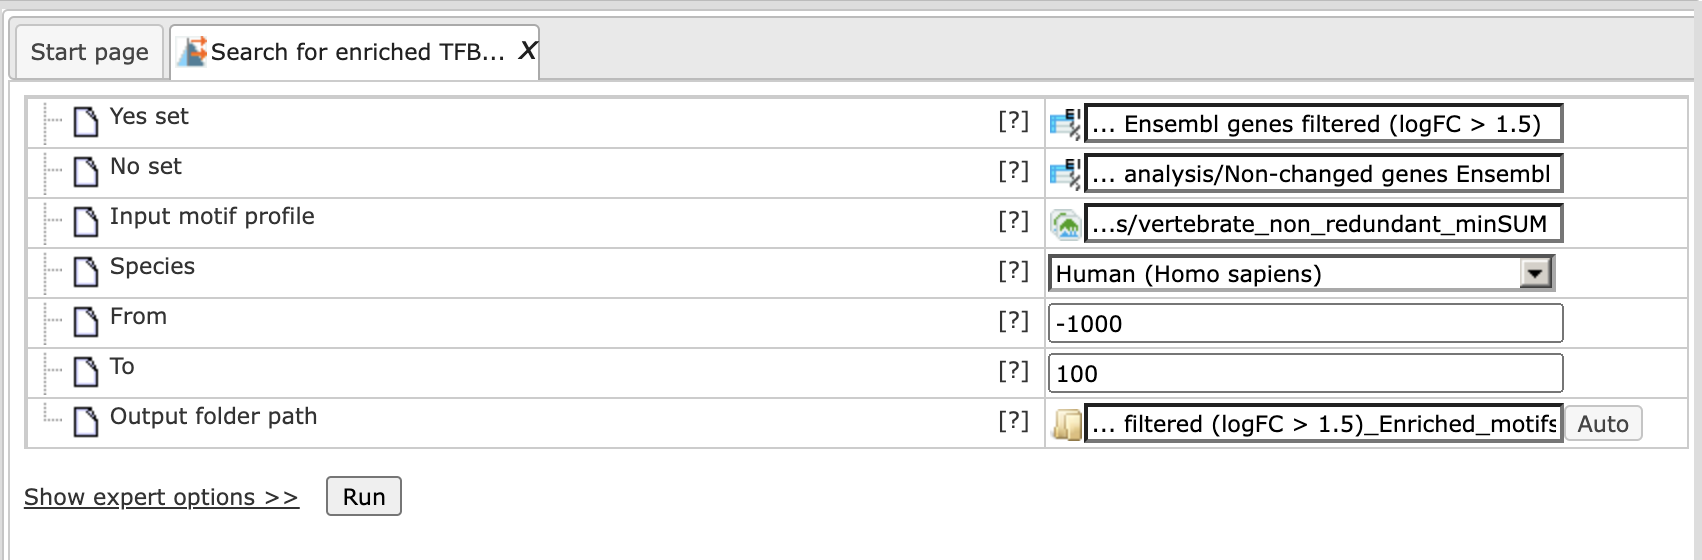 Start page
Search for enriched TFB... X
Yes set [?] ... Ensembl genes filtered (logFC > 1.5)
No set [?] ... analysis/Non-changed genes Ensembl
Input motif profile [?] ...s/vertebrate_non_redundant_minSUM
Species [?] Human (Homo sapiens)
From [?] -1000
To [?] 100
Output folder path [?] ... filtered (logFC > 1.5)_Enriched_motifs Auto
Show expert options >> Run